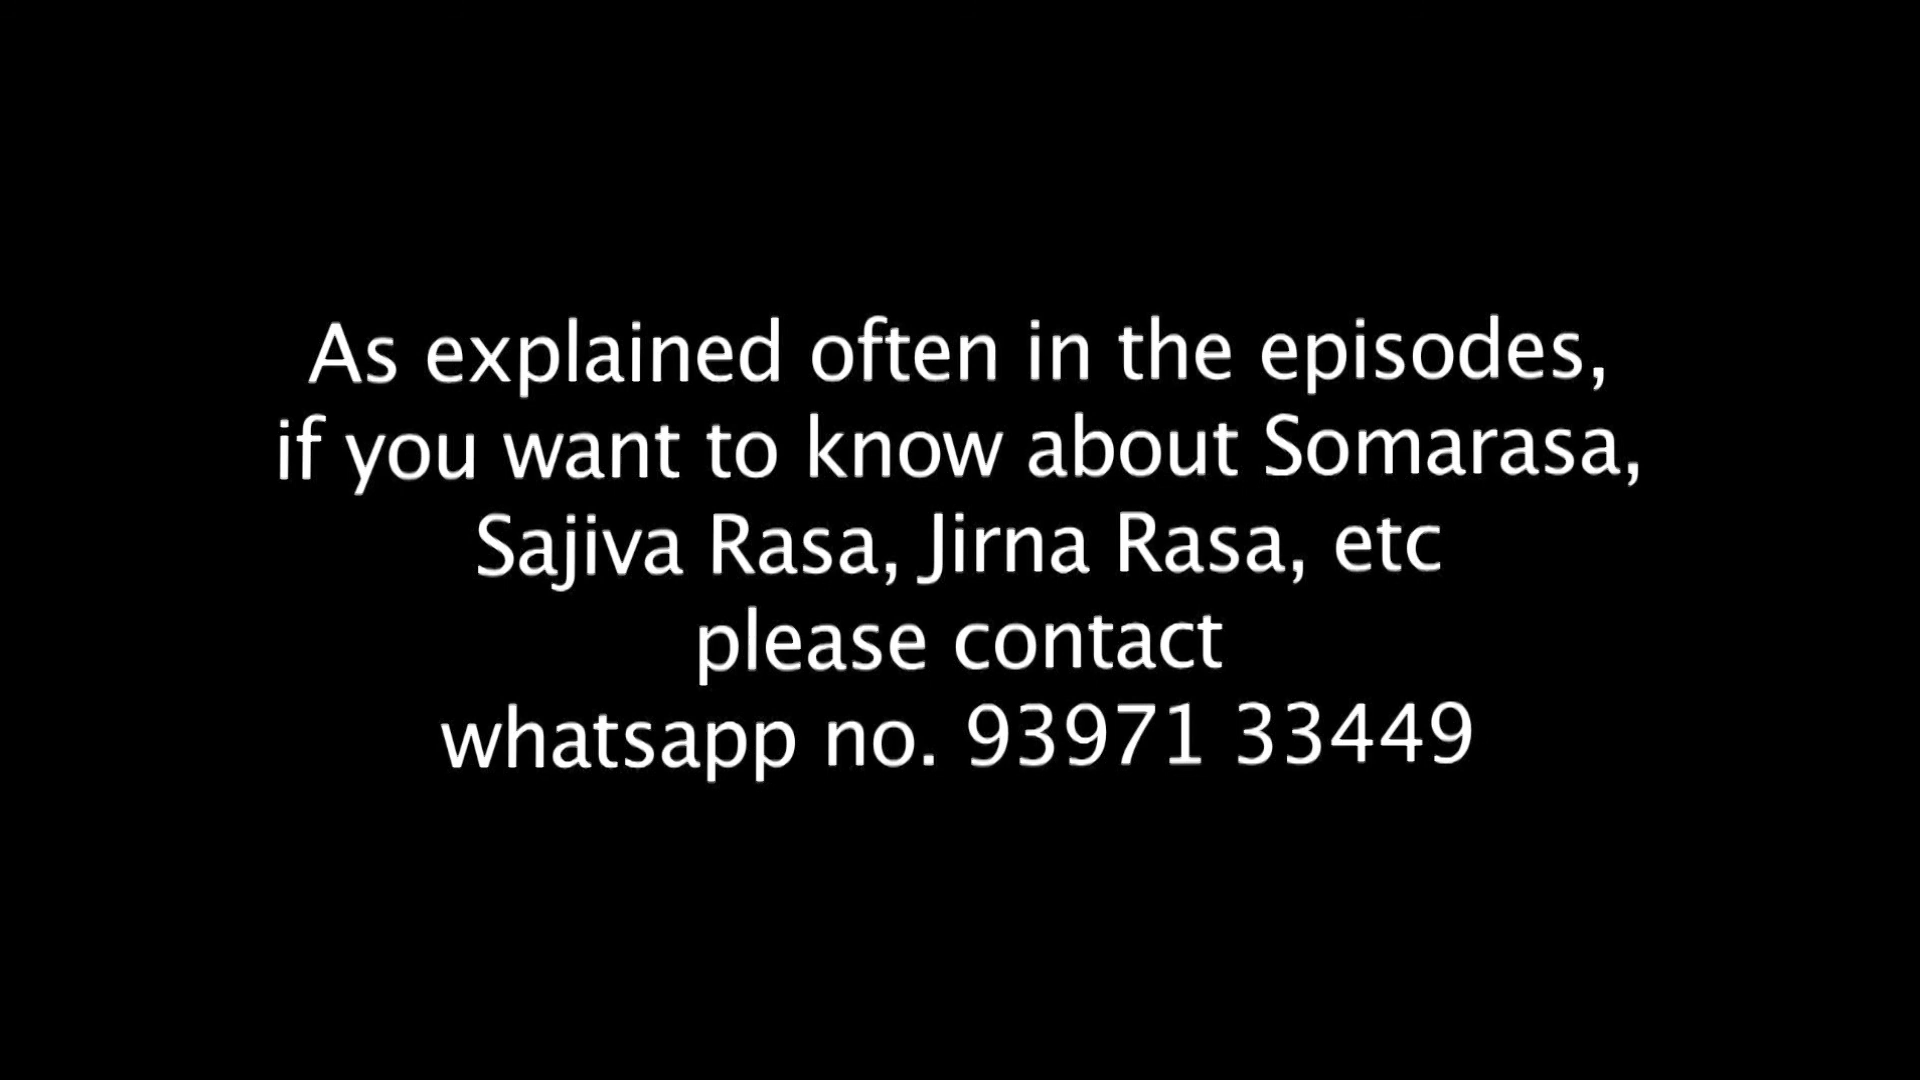 As explained often in the episodes,
if you want to know about Somarasa,
Sajiva Rasa, Jirna Rasa, etc
please contact
whatsapp no. 93971 33449